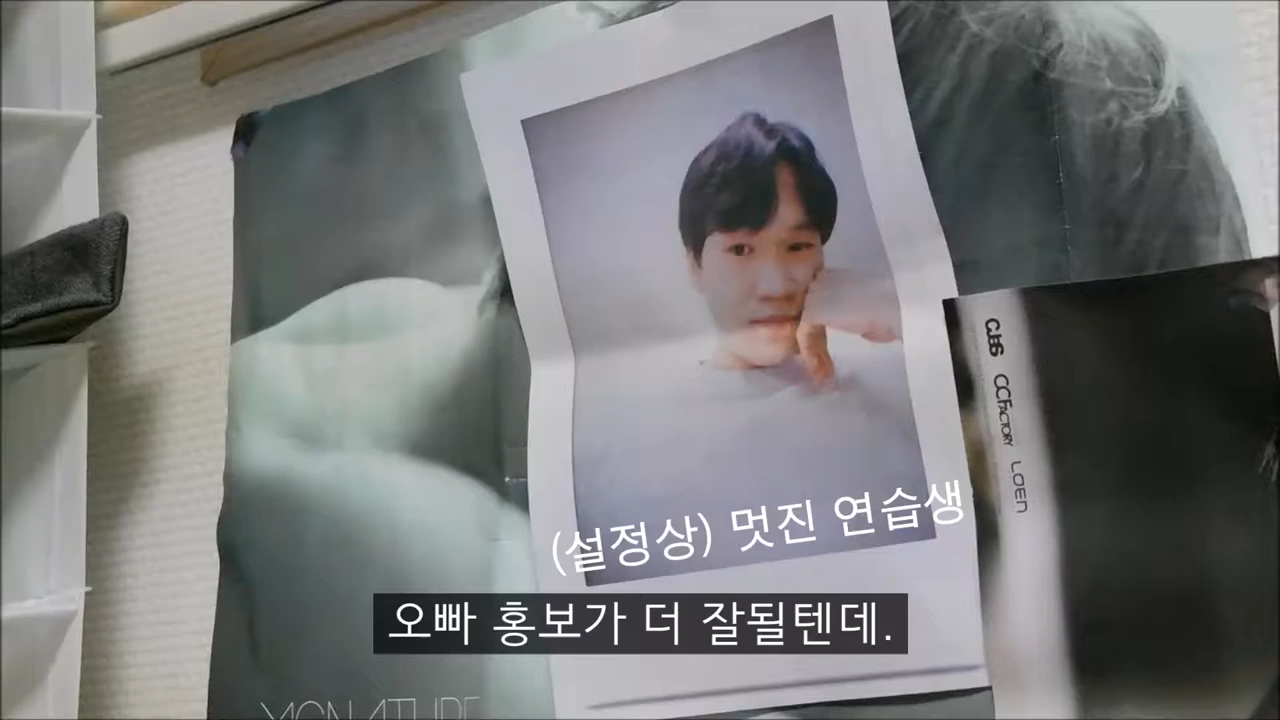 CJeS
CCFACTORY
LOEN
(설정상) 멋진 연습생
오빠 홍보가 더 잘될텐데.